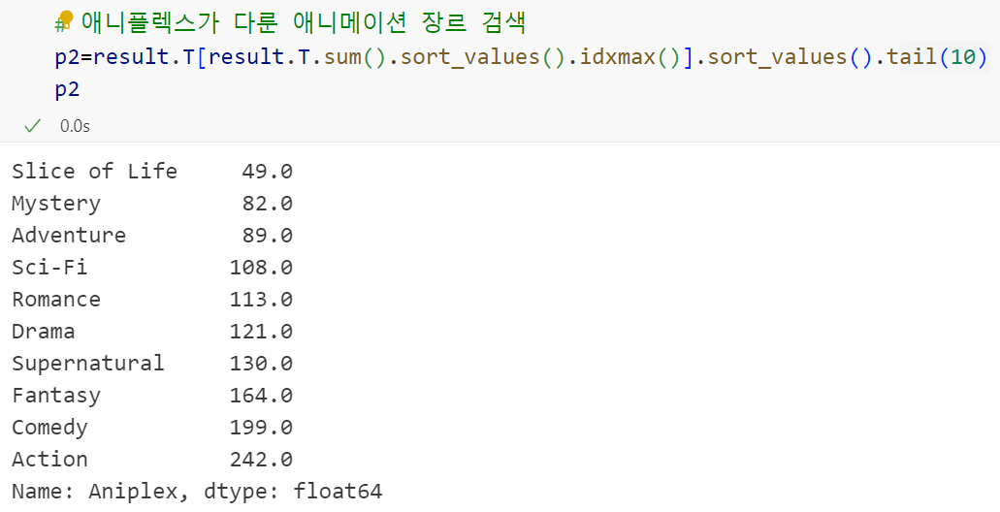 # 애니플렉스가 다룬 애니메이션 장르 검색
p2=result.T[result.T.sum().sort_values().idxmax()].sort_values().tail(10)
p2
0.0s
Slice of Life     49.0
Mystery           82.0
Adventure         89.0
Sci-Fi           108.0
Romance          113.0
Drama            121.0
Supernatural     130.0
Fantasy          164.0
Comedy           199.0
Action           242.0
Name: Aniplex, dtype: float64